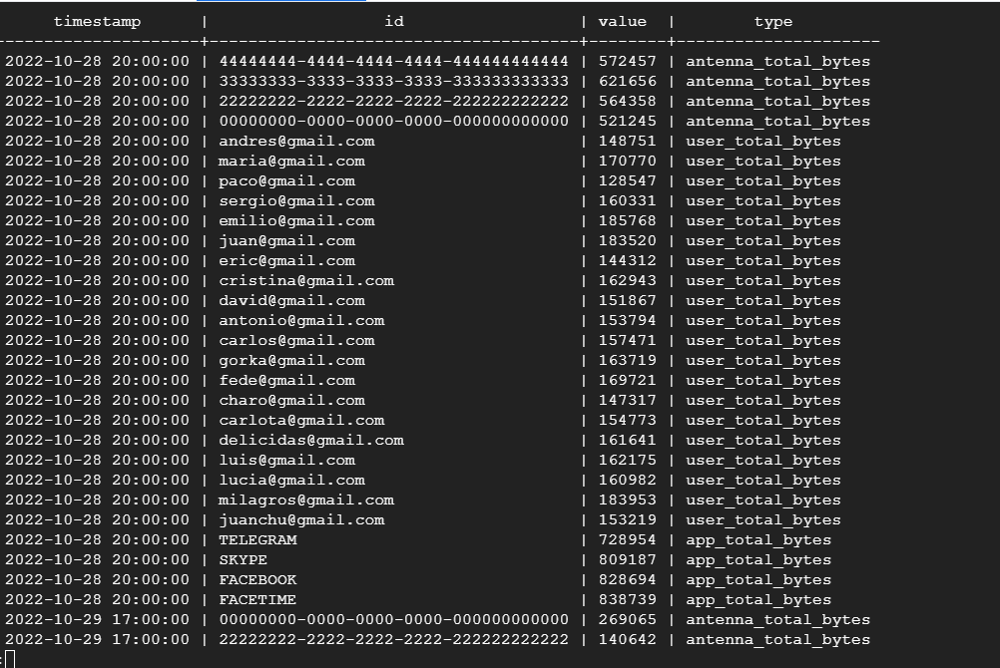 timestamp | id | value | type
---------------------+--------------------------------------+--------+---------------------
2022-10-28 20:00:00 | 44444444-4444-4444-4444-444444444444 | 572457 | antenna_total_bytes
2022-10-28 20:00:00 | 33333333-3333-3333-3333-333333333333 | 621656 | antenna_total_bytes
2022-10-28 20:00:00 | 22222222-2222-2222-2222-222222222222 | 564358 | antenna_total_bytes
2022-10-28 20:00:00 | 00000000-0000-0000-0000-000000000000 | 521245 | antenna_total_bytes
2022-10-28 20:00:00 | andres@gmail.com | 148751 | user_total_bytes
2022-10-28 20:00:00 | maria@gmail.com | 170770 | user_total_bytes
2022-10-28 20:00:00 | paco@gmail.com | 128547 | user_total_bytes
2022-10-28 20:00:00 | sergio@gmail.com | 160331 | user_total_bytes
2022-10-28 20:00:00 | emilio@gmail.com | 185768 | user_total_bytes
2022-10-28 20:00:00 | juan@gmail.com | 183520 | user_total_bytes
2022-10-28 20:00:00 | eric@gmail.com | 144312 | user_total_bytes
2022-10-28 20:00:00 | cristina@gmail.com | 162943 | user_total_bytes
2022-10-28 20:00:00 | david@gmail.com | 151867 | user_total_bytes
2022-10-28 20:00:00 | antonio@gmail.com | 153794 | user_total_bytes
2022-10-28 20:00:00 | carlos@gmail.com | 157471 | user_total_bytes
2022-10-28 20:00:00 | gorka@gmail.com | 163719 | user_total_bytes
2022-10-28 20:00:00 | fede@gmail.com | 169721 | user_total_bytes
2022-10-28 20:00:00 | charo@gmail.com | 147317 | user_total_bytes
2022-10-28 20:00:00 | carlota@gmail.com | 154773 | user_total_bytes
2022-10-28 20:00:00 | delicidas@gmail.com | 161641 | user_total_bytes
2022-10-28 20:00:00 | luis@gmail.com | 162175 | user_total_bytes
2022-10-28 20:00:00 | lucia@gmail.com | 160982 | user_total_bytes
2022-10-28 20:00:00 | milagros@gmail.com | 183953 | user_total_bytes
2022-10-28 20:00:00 | juanchu@gmail.com | 153219 | user_total_bytes
2022-10-28 20:00:00 | TELEGRAM | 728954 | app_total_bytes
2022-10-28 20:00:00 | SKYPE | 809187 | app_total_bytes
2022-10-28 20:00:00 | FACEBOOK | 828694 | app_total_bytes
2022-10-28 20:00:00 | FACETIME | 838739 | app_total_bytes
2022-10-29 17:00:00 | 00000000-0000-0000-0000-000000000000 | 269065 | antenna_total_bytes
2022-10-29 17:00:00 | 22222222-2222-2222-2222-222222222222 | 140642 | antenna_total_bytes
: